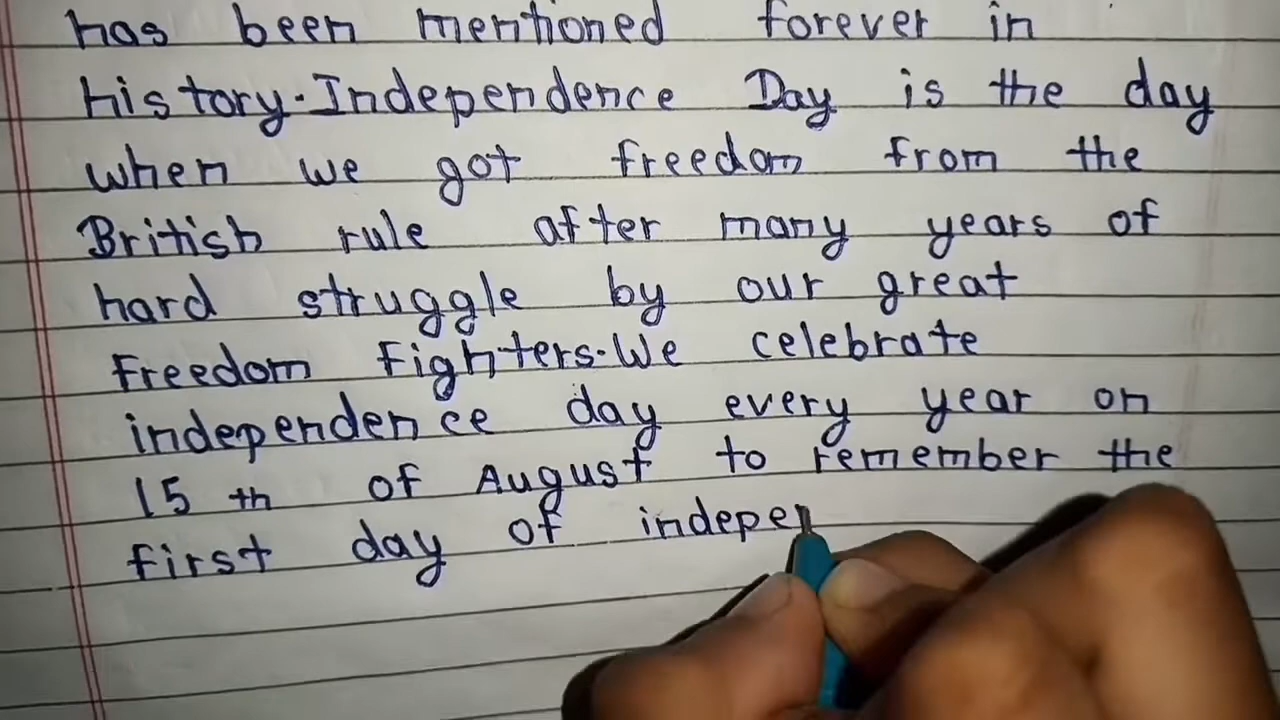 has been mentioned forever in
history.Independence Day is the day
when we got freedom from the
British rule after many years of
hard struggle by our great
Freedom Fighters.We celebrate
independence day every year on
15 th of August to remember the
first day of indepen